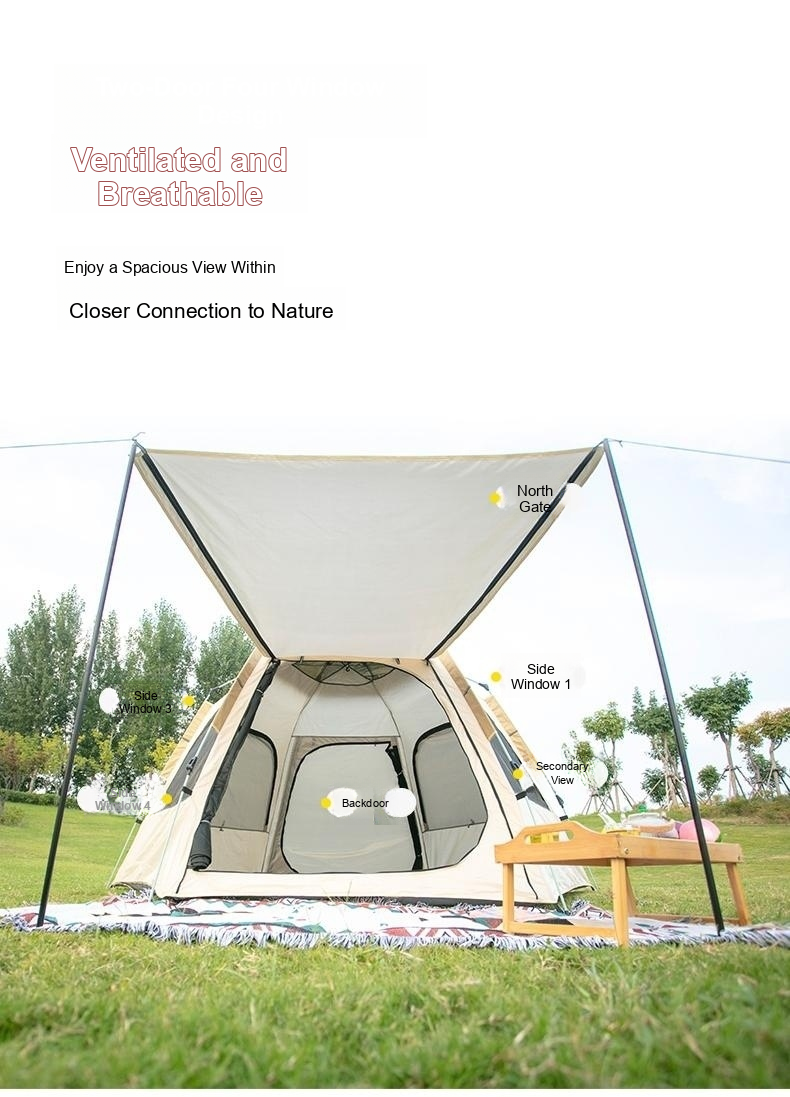 Ventilated and
Breathable
Enjoy a Spacious View Within
Closer Connection to Nature
North
Gate
Side
Window 1
Side
Window 3
Secondary
View
Window 4
Backdoor